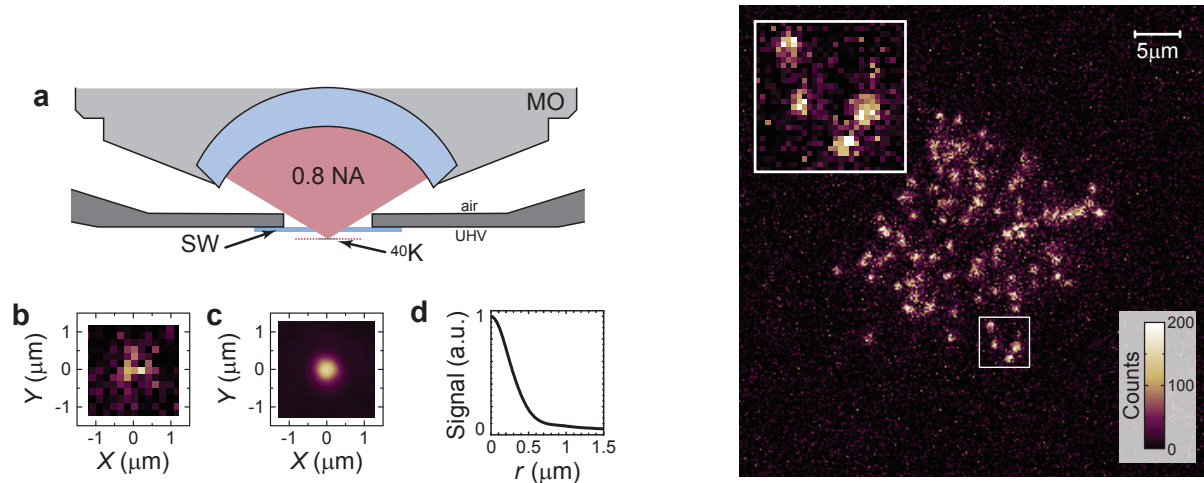 a
MO
0.8 NA
air
UHV
SW
⁴⁰K
b
Y (μm)
1
0
-1
-1 0 1
X (μm)
c
Y (μm)
1
0
-1
-1 0 1
X (μm)
d
Signal (a.u.)
1
0
0 0.5 1 1.5
r (μm)
5μm
Counts
200
100
0